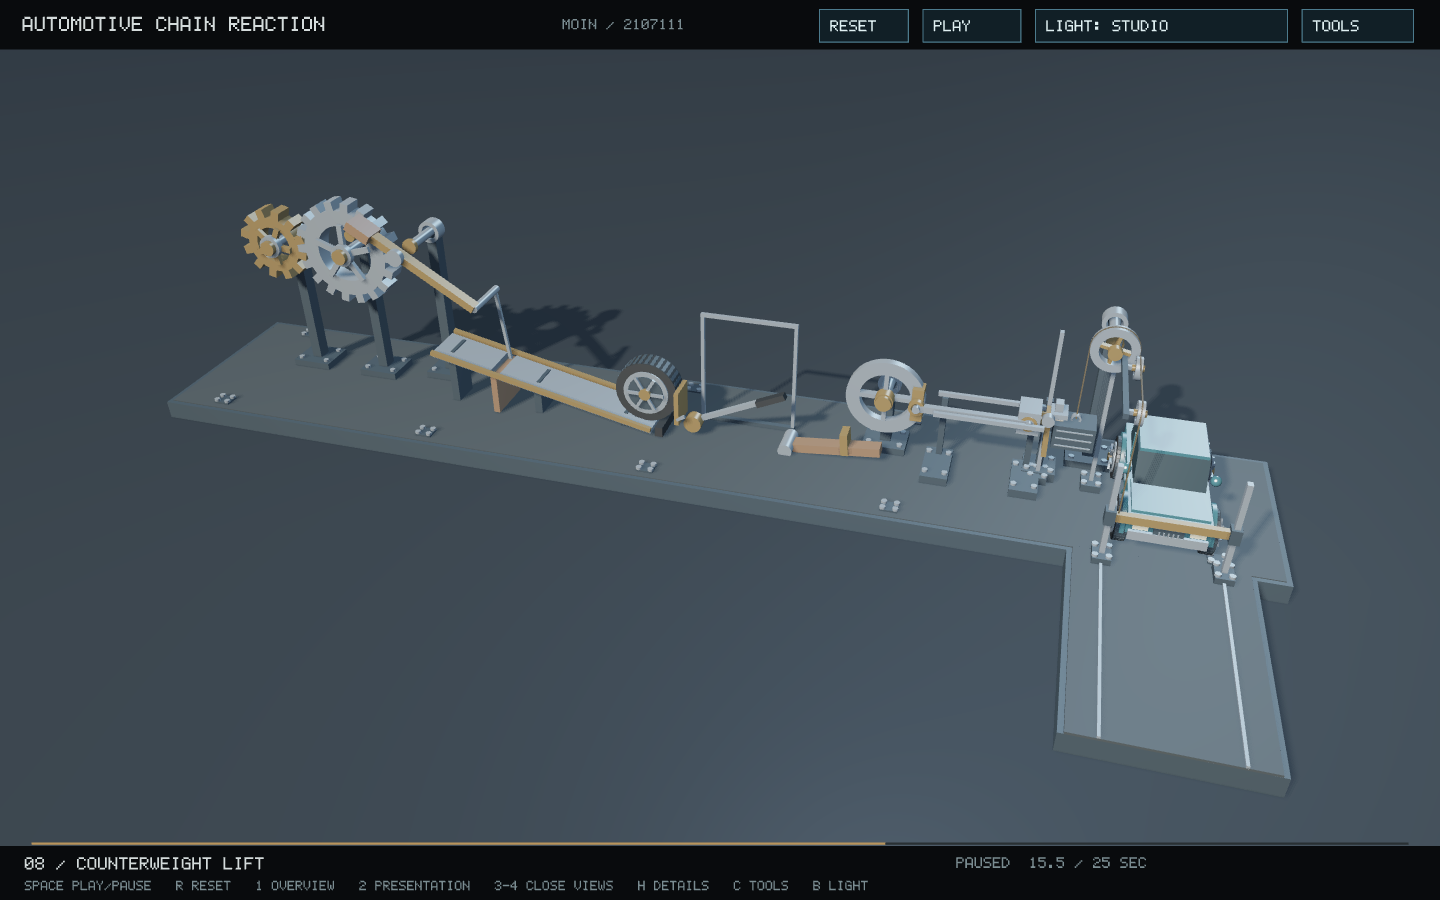 AUTOMOTIVE CHAIN REACTION
MOIN / 2107111
RESET
PLAY
LIGHT: STUDIO
TOOLS
08 / COUNTERWEIGHT LIFT
PAUSED 15.5 / 25 SEC
SPACE PLAY/PAUSE R RESET 1 OVERVIEW 2 PRESENTATION 3-4 CLOSE VIEWS H DETAILS C TOOLS B LIGHT